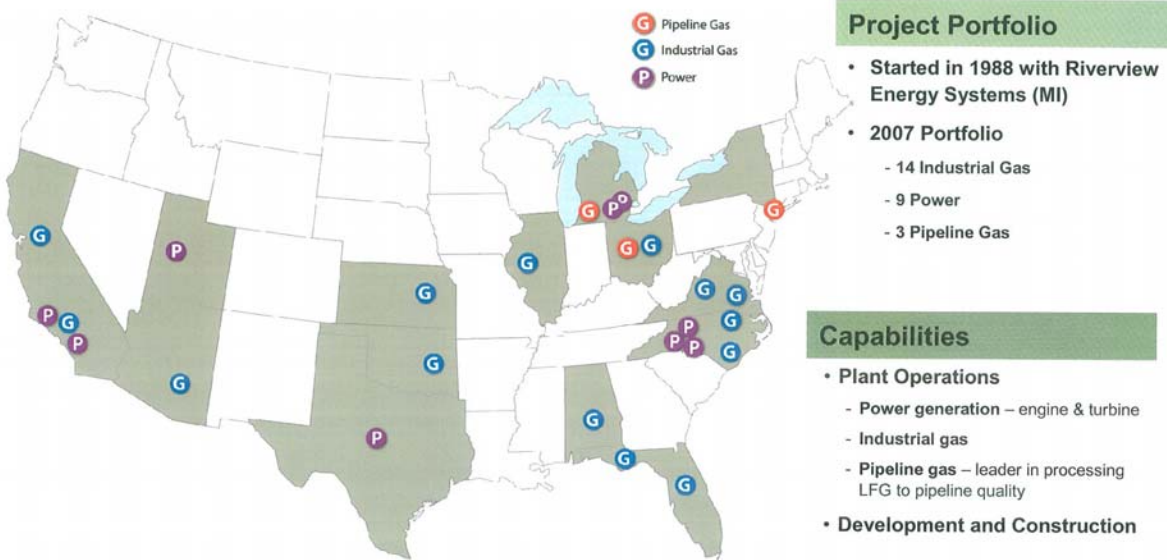 G Pipeline Gas
G Industrial Gas
P Power
Project Portfolio
• Started in 1988 with Riverview
Energy Systems (MI)
• 2007 Portfolio
- 14 Industrial Gas
- 9 Power
- 3 Pipeline Gas
Capabilities
• Plant Operations
- Power generation – engine & turbine
- Industrial gas
- Pipeline gas – leader in processing
LFG to pipeline quality
• Development and Construction
G
P
P
G
P
G
G
G
P
G
G
P
P
G
G
G
G
G
G
G
P
P
P
G
G
G
G